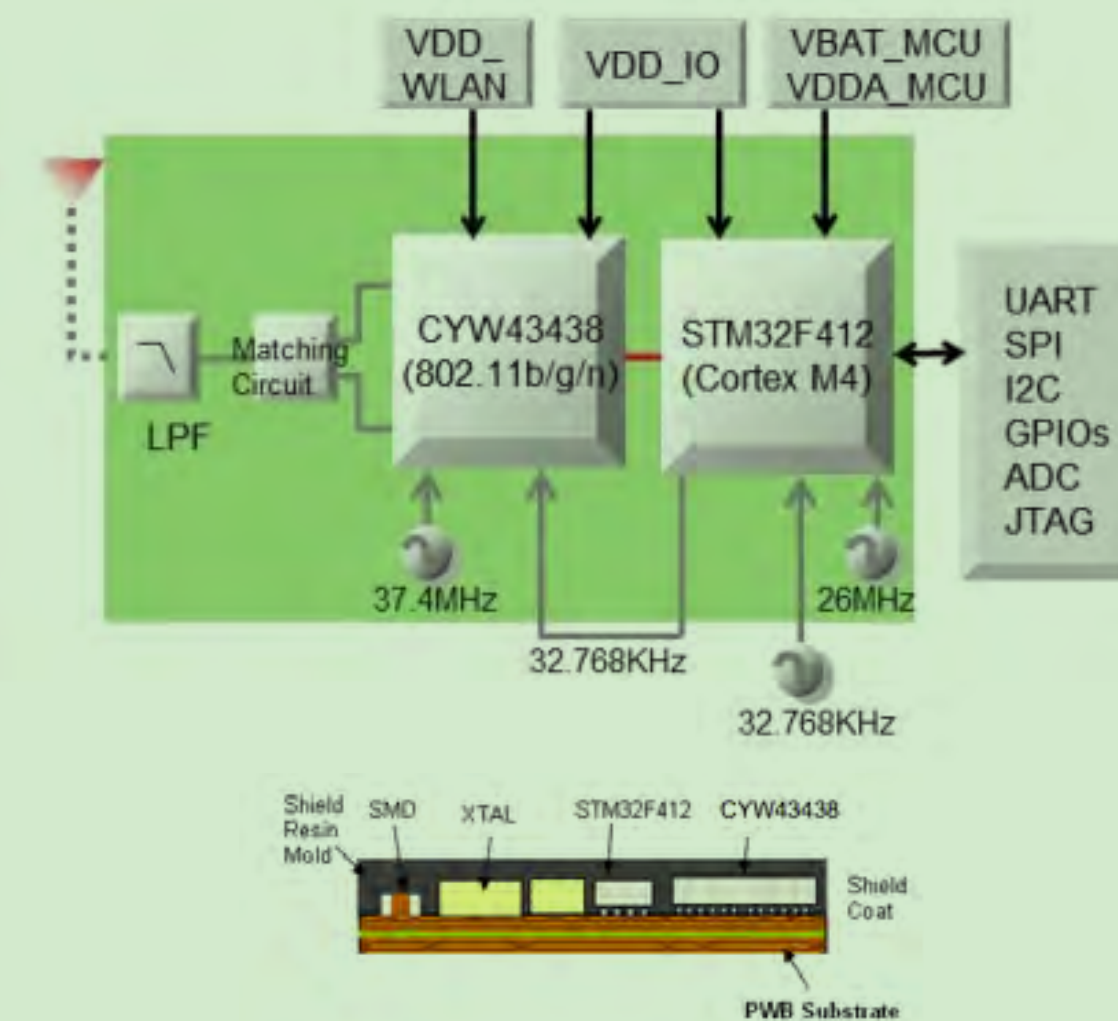 VDD_
WLAN
VDD_IO
VBAT_MCU
VDDA_MCU
CYW43438
(802.11b/g/n)
STM32F412
(Cortex M4)
Matching
Circuit
LPF
UART
SPI
I2C
GPIOs
ADC
JTAG
37.4MHz
26MHz
32.768KHz
32.768KHz
Shield
Resin
Mold
SMD
XTAL
STM32F412
CYW43438
Shield
Coat
PWB Substrate